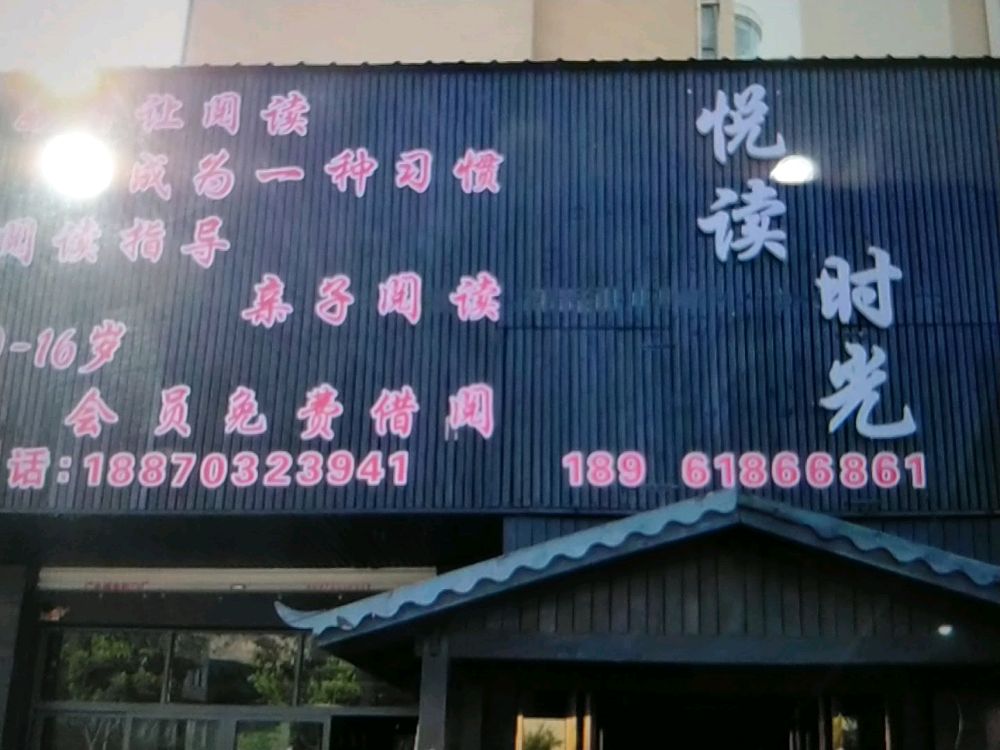 让阅读
成为一种习惯
阅读指导
亲子阅读
-16岁
会员免费借阅
话:18870323941
悦读
时光
189 61866861